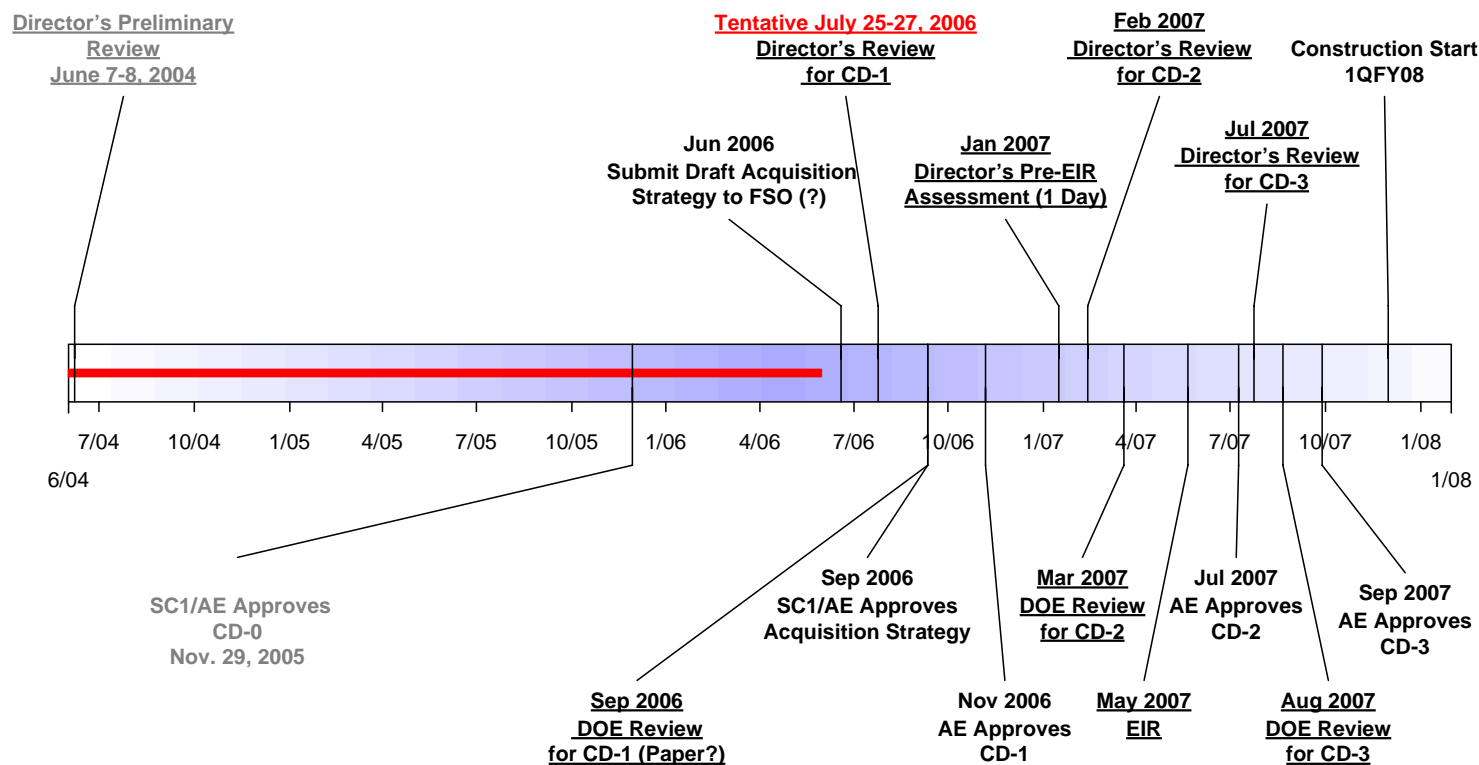 Director's Preliminary
Review
June 7-8, 2004
Tentative July 25-27, 2006
Director's Review
for CD-1
Feb 2007
Director's Review
for CD-2
Construction Start
1QFY08
Jun 2006
Submit Draft Acquisition
Strategy to FSO (?)
Jan 2007
Director's Pre-EIR
Assessment (1 Day)
Jul 2007
Director's Review
for CD-3
7/04
10/04
1/05
4/05
7/05
10/05
1/06
4/06
7/06
10/06
1/07
4/07
7/07
10/07
1/08
6/04
1/08
SC1/AE Approves
CD-0
Nov. 29, 2005
Sep 2006
SC1/AE Approves
Acquisition Strategy
Mar 2007
DOE Review
for CD-2
Jul 2007
AE Approves
CD-2
Sep 2007
AE Approves
CD-3
Sep 2006
DOE Review
for CD-1 (Paper?)
Nov 2006
AE Approves
CD-1
May 2007
EIR
Aug 2007
DOE Review
for CD-3